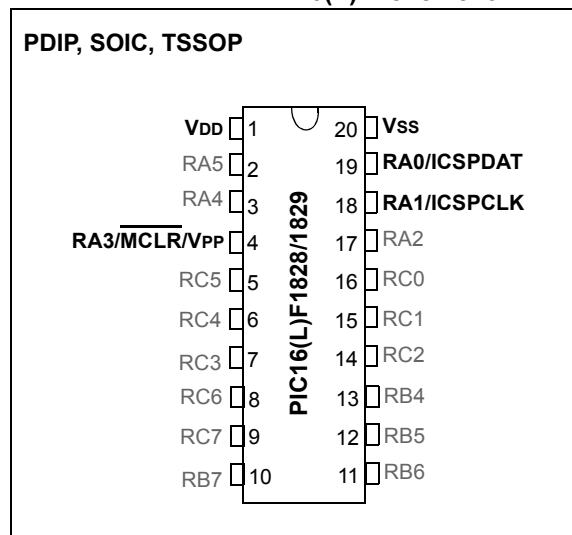 PDIP, SOIC, TSSOP
VDD 1 20 VSS
RA5 2 19 RA0/ICSPDAT
RA4 3 18 RA1/ICSPCLK
RA3/MCLR/VPP 4 17 RA2
RC5 5 16 RC0
RC4 6 15 RC1
RC3 7 14 RC2
RC6 8 13 RB4
RC7 9 12 RB5
RB7 10 11 RB6
PIC16(L)F1828/1829